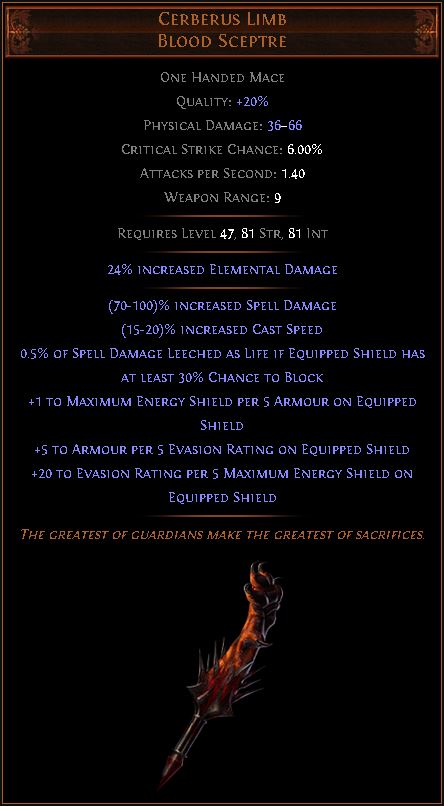 Cerberus Limb
Blood Sceptre
One Handed Mace
Quality: +20%
Physical Damage: 36–66
Critical Strike Chance: 6.00%
Attacks per Second: 1.40
Weapon Range: 9
Requires Level 47, 81 Str, 81 Int
24% increased Elemental Damage
(70-100)% increased Spell Damage
(15-20)% increased Cast Speed
0.5% of Spell Damage Leeched as Life if Equipped Shield has
at least 30% Chance to Block
+1 to Maximum Energy Shield per 5 Armour on Equipped
Shield
+5 to Armour per 5 Evasion Rating on Equipped Shield
+20 to Evasion Rating per 5 Maximum Energy Shield on
Equipped Shield
The greatest of guardians make the greatest of sacrifices.